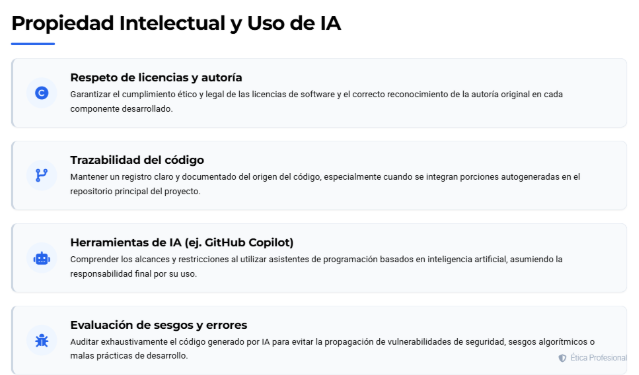 Propiedad Intelectual y Uso de IA
Respeto de licencias y autoría
Garantizar el cumplimiento ético y legal de las licencias de software y el correcto reconocimiento de la autoría original en cada
componente desarrollado.
Trazabilidad del código
Mantener un registro claro y documentado del origen del código, especialmente cuando se integran porciones autogeneradas en el
repositorio principal del proyecto.
Herramientas de IA (ej. GitHub Copilot)
Comprender los alcances y restricciones al utilizar asistentes de programación basados en inteligencia artificial, asumiendo la
responsabilidad final por su uso.
Evaluación de sesgos y errores
Auditar exhaustivamente el código generado por IA para evitar la propagación de vulnerabilidades de seguridad, sesgos algorítmicos o
malas prácticas de desarrollo.
Ética Profesional